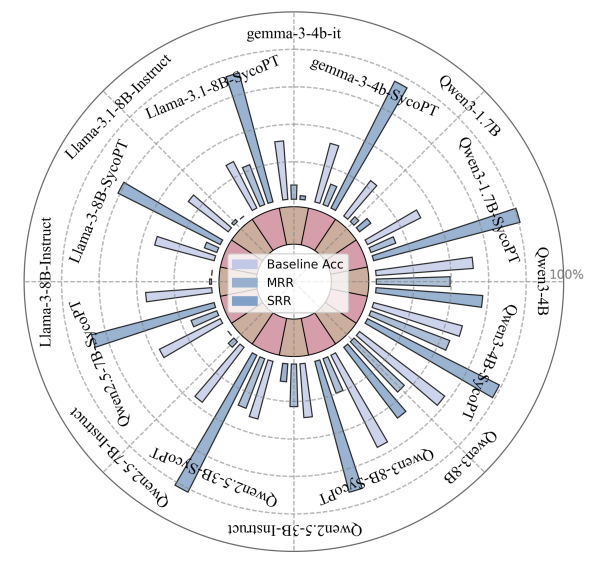 gemma-3-4b-it
gemma-3-4b-SycoPT
Qwen3-1.7B
Qwen3-1.7B-SycoPT
Qwen3-4B
100%
Qwen3-4B-SycoPT
Qwen3-8B
Qwen3-8B-SycoPT
Qwen2.5-3B-Instruct
Qwen2.5-3B-SycoPT
Qwen2.5-7B-Instruct
Qwen2.5-7B-SycoPT
Llama-3-8B-Instruct
Llama-3-8B-SycoPT
Llama-3.1-8B-Instruct
Llama-3.1-8B-SycoPT
Baseline Acc
MRR
SRR